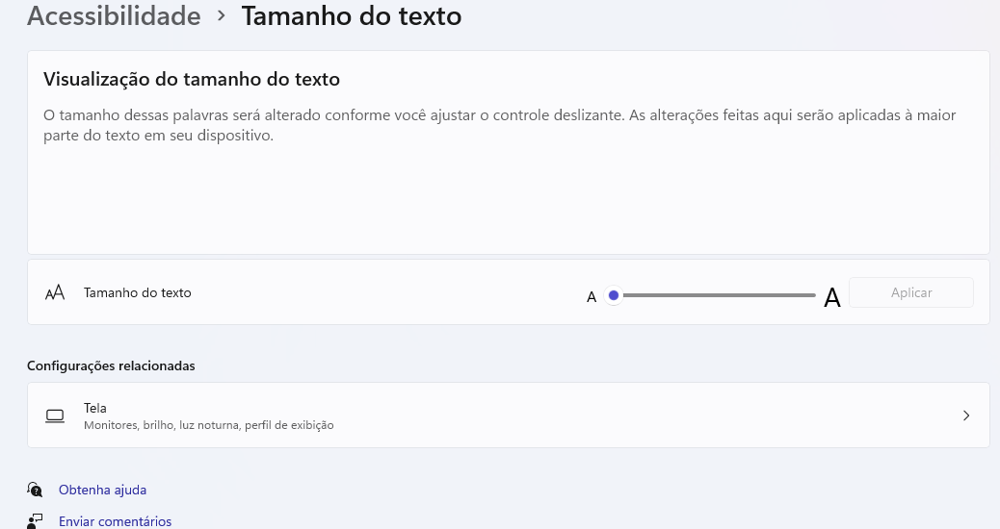 Acessibilidade > Tamanho do texto
Visualização do tamanho do texto
O tamanho dessas palavras será alterado conforme você ajustar o controle deslizante. As alterações feitas aqui serão aplicadas à maior
parte do texto em seu dispositivo.
AA Tamanho do texto A A Aplicar
Configurações relacionadas
Tela
Monitores, brilho, luz noturna, perfil de exibição
Obtenha ajuda
Enviar comentários